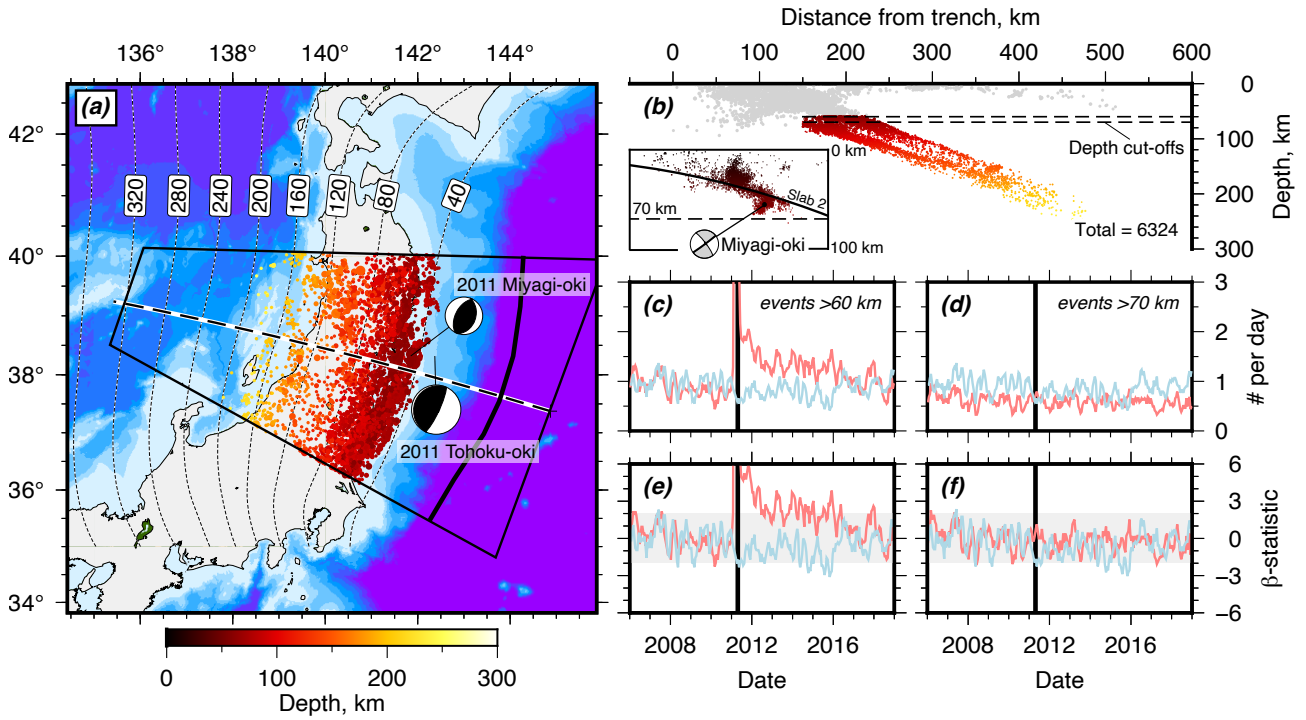 136° 138° 140° 142° 144°
42°
40°
38°
36°
34°
(a)
320 280 240 200 160 120 80 40
2011 Miyagi-oki
2011 Tohoku-oki
0 100 200 300
Depth, km
Distance from trench, km
0 100 150 200 300 400 500 600
(b)
0
100
200
300
Depth, km
Depth cut-offs
0 km
Slab 2
70 km
100 km
Miyagi-oki
Total = 6324
(c)
events >60 km
(d)
events >70 km
3
2
1
0
# per day
(e)
(f)
6
3
0
−3
−6
β-statistic
2008 2012 2016
2008 2012 2016
Date
Date